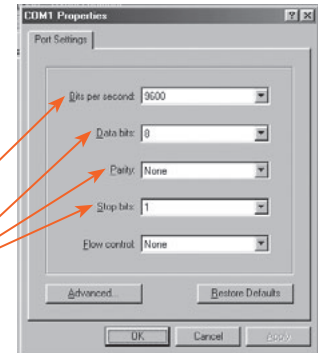 COM1 Properties
Port Settings
Bits per second: 9600
Data bits: 8
Parity: None
Stop bits: 1
Flow control: None
Advanced...
Restore Defaults
OK
Cancel
Apply